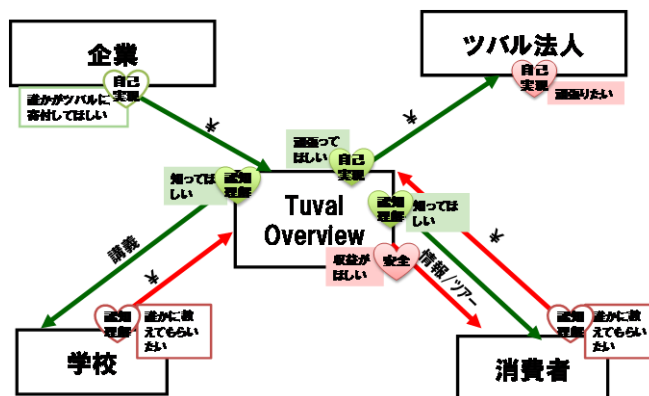 企業
ツバル法人
自己
実現
誰かがツバルに
寄付してほしい
自己
実現
頑張りたい
¥
¥
頑張って
ほしい
自己
実現
知ってほ
しい
認知
理解
Tuval
Overview
認知
理解
知ってほ
しい
収益が
ほしい
安全
講義
¥
情報/ツアー
¥
認知
理解
誰かに教
えてもらい
たい
学校
認知
理解
誰かに教
えてもらい
たい
消費者